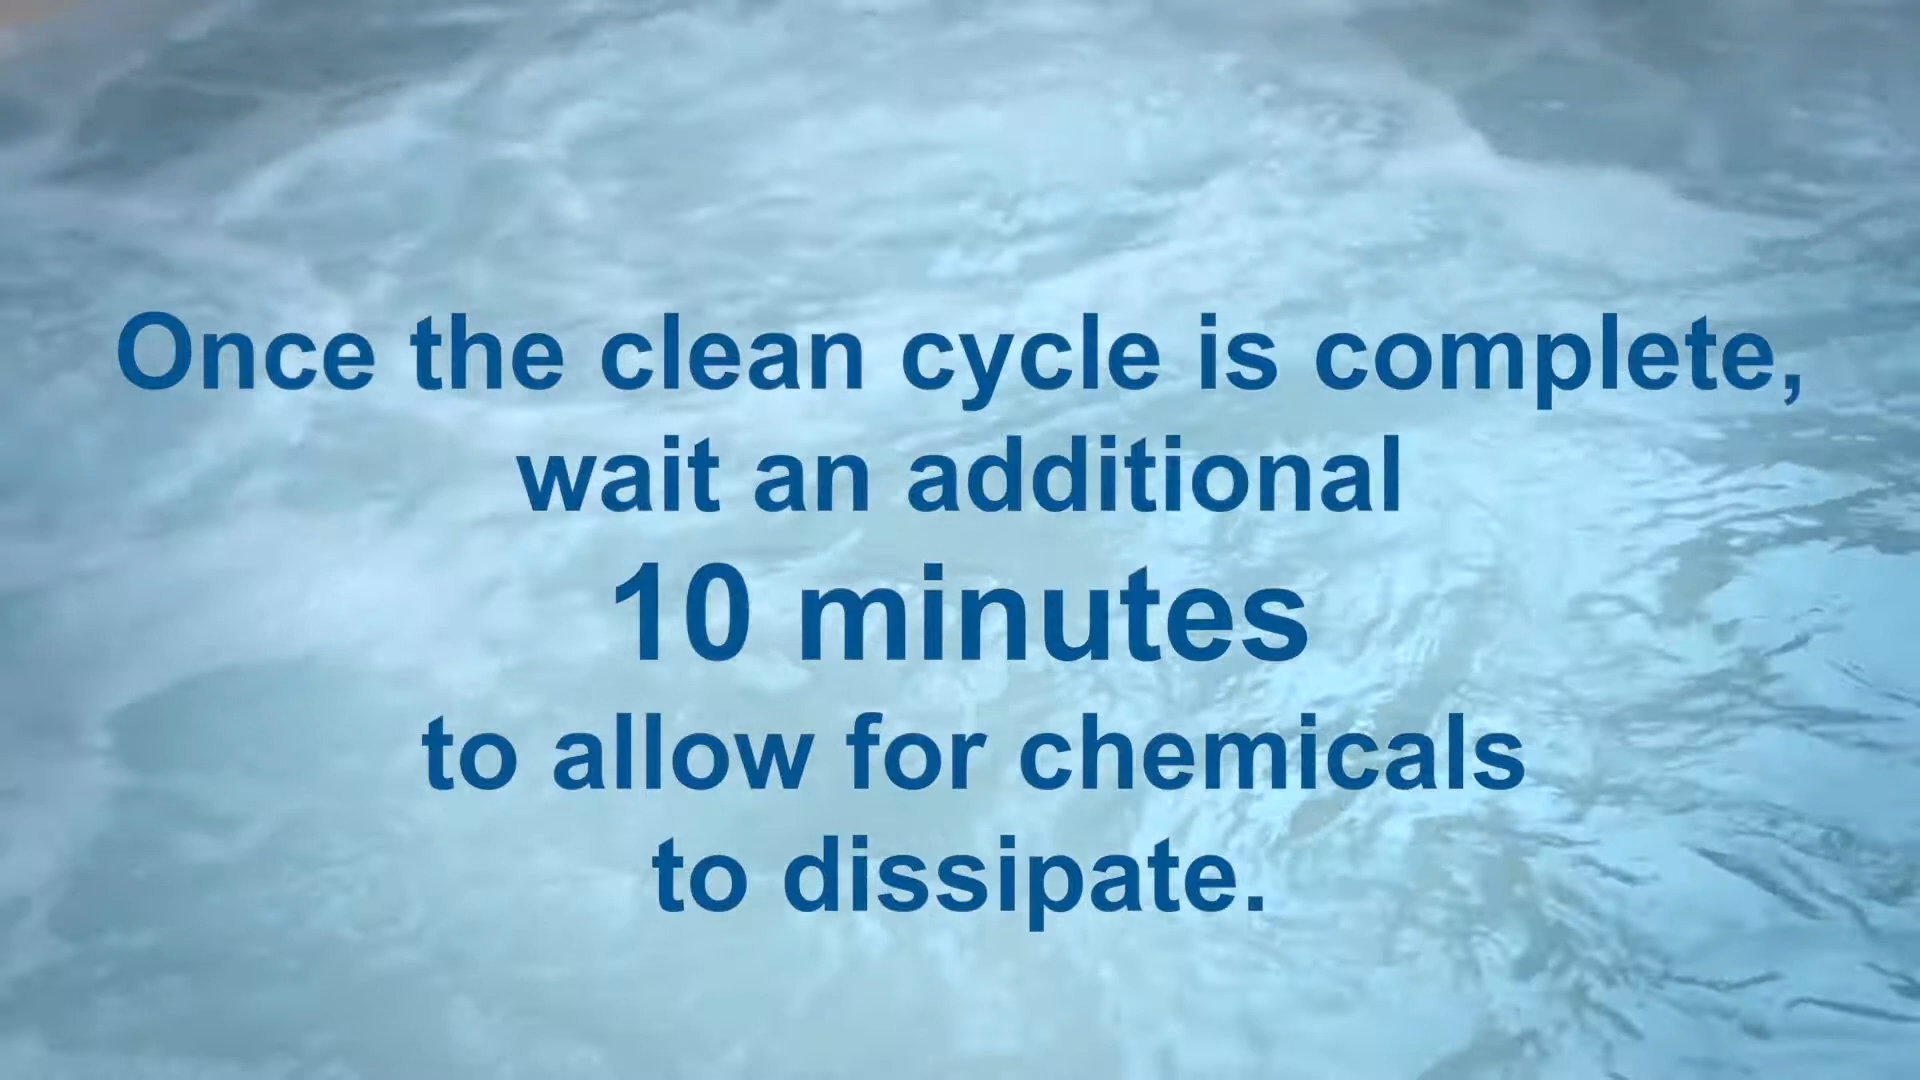 Once the clean cycle is complete,
wait an additional
10 minutes
to allow for chemicals
to dissipate.